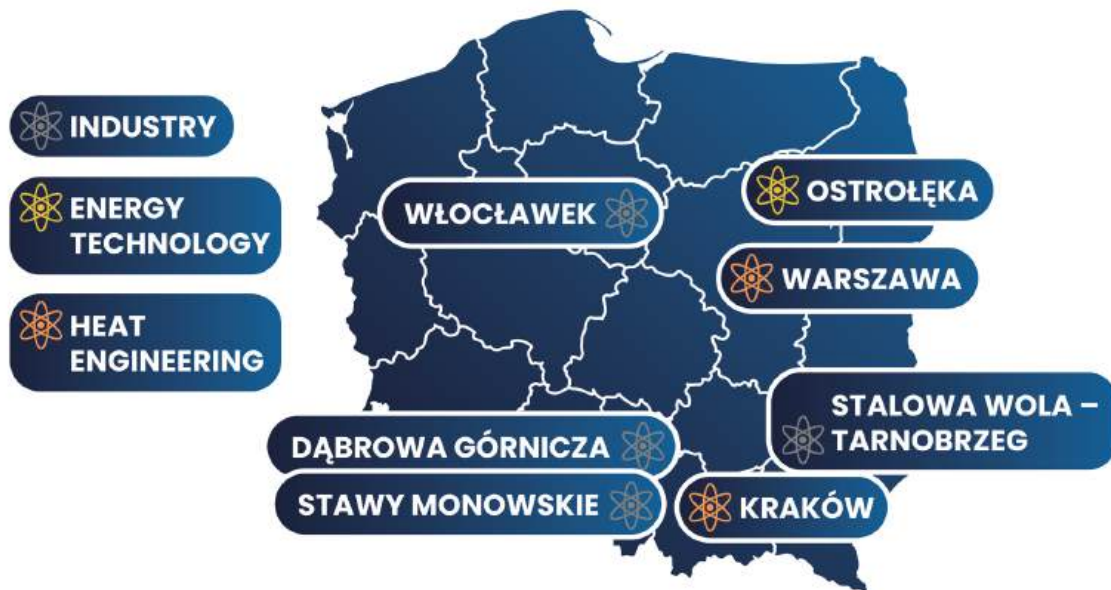 INDUSTRY
ENERGY
TECHNOLOGY
HEAT
ENGINEERING
WŁOCŁAWEK
OSTROŁĘKA
WARSZAWA
STALOWA WOLA –
TARNOBRZEG
DĄBROWA GÓRNICZA
STAWY MONOWSKIE
KRAKÓW